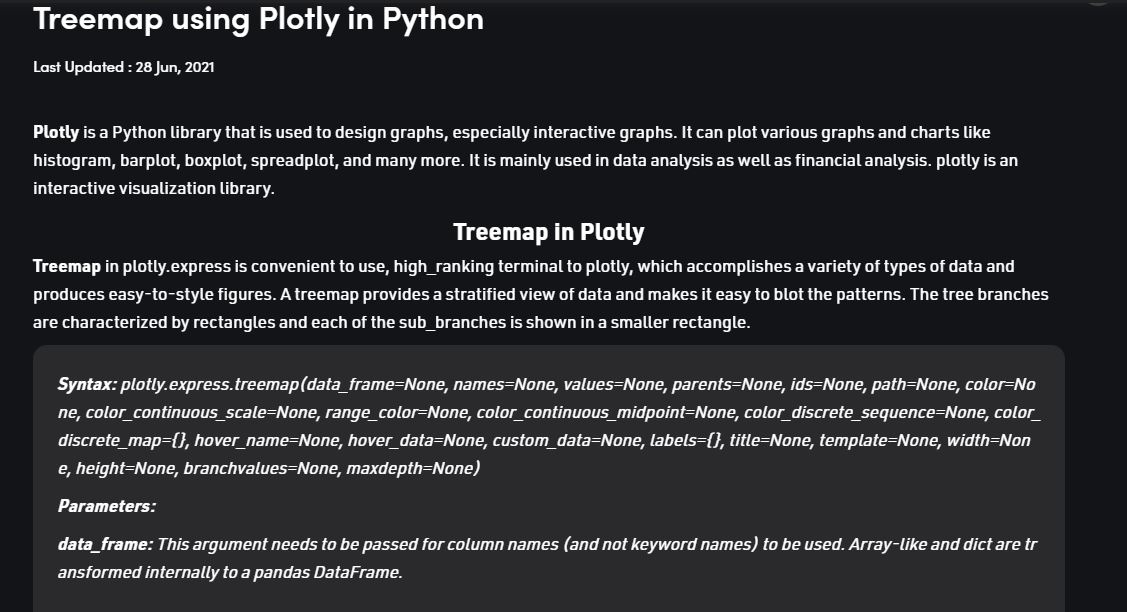 Treemap using Plotly in Python
Last Updated : 28 Jun, 2021
Plotly is a Python library that is used to design graphs, especially interactive graphs. It can plot various graphs and charts like
histogram, barplot, boxplot, spreadplot, and many more. It is mainly used in data analysis as well as financial analysis. plotly is an
interactive visualization library.
Treemap in Plotly
Treemap in plotly.express is convenient to use, high_ranking terminal to plotly, which accomplishes a variety of types of data and
produces easy-to-style figures. A treemap provides a stratified view of data and makes it easy to blot the patterns. The tree branches
are characterized by rectangles and each of the sub_branches is shown in a smaller rectangle.
Syntax: plotly.express.treemap(data_frame=None, names=None, values=None, parents=None, ids=None, path=None, color=No
ne, color_continuous_scale=None, range_color=None, color_continuous_midpoint=None, color_discrete_sequence=None, color_
discrete_map={}, hover_name=None, hover_data=None, custom_data=None, labels={}, title=None, template=None, width=Non
e, height=None, branchvalues=None, maxdepth=None)
Parameters:
data_frame: This argument needs to be passed for column names (and not keyword names) to be used. Array-like and dict are tr
ansformed internally to a pandas DataFrame.